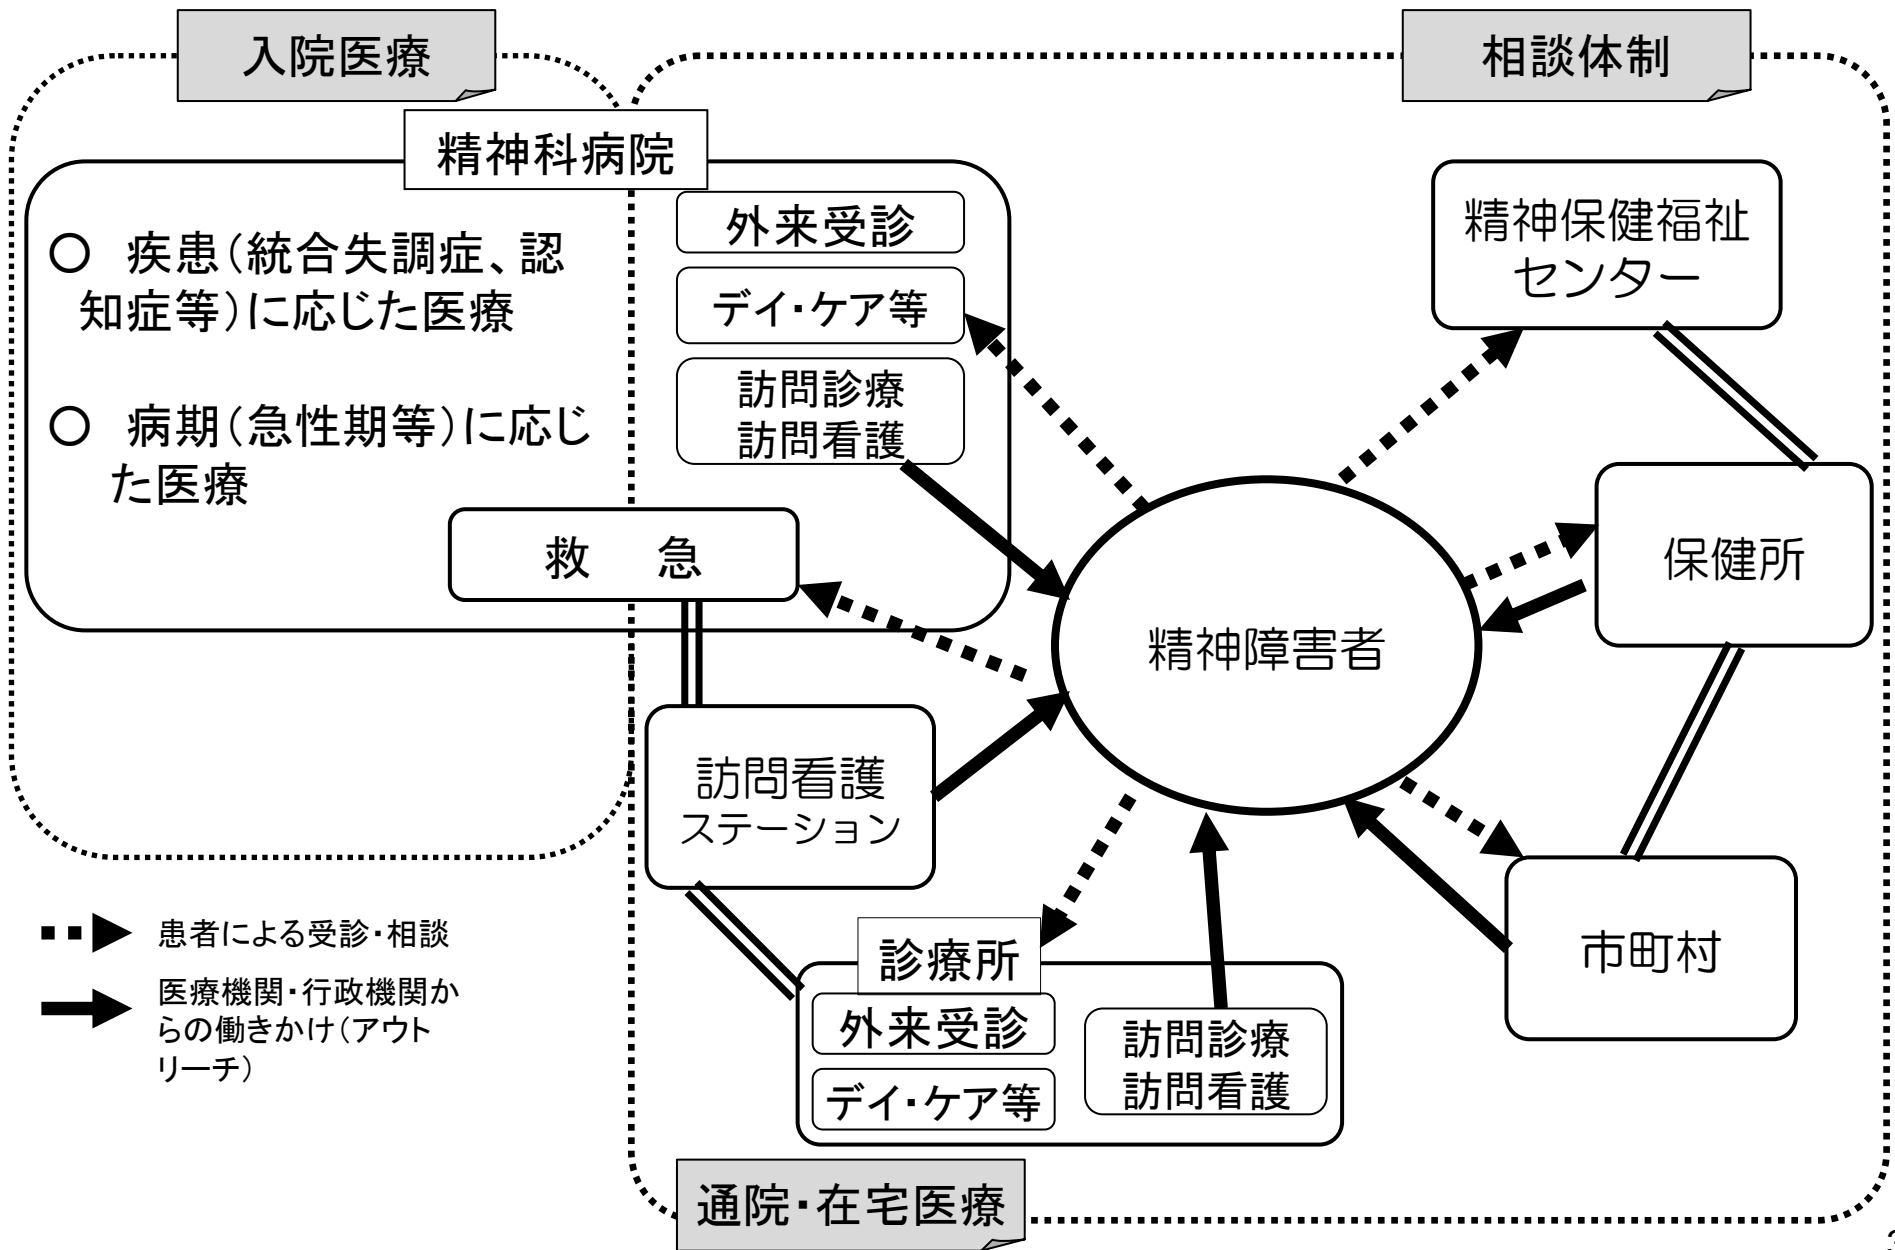 入院医療
相談体制
精神科病院
○　疾患(統合失調症、認
知症等)に応じた医療
○　病期(急性期等)に応じ
た医療
外来受診
デイ・ケア等
訪問診療
訪問看護
救　急
精神保健福祉
センター
保健所
精神障害者
訪問看護
ステーション
市町村
診療所
外来受診
デイ・ケア等
訪問診療
訪問看護
患者による受診・相談
医療機関・行政機関か
らの働きかけ(アウト
リーチ)
通院・在宅医療